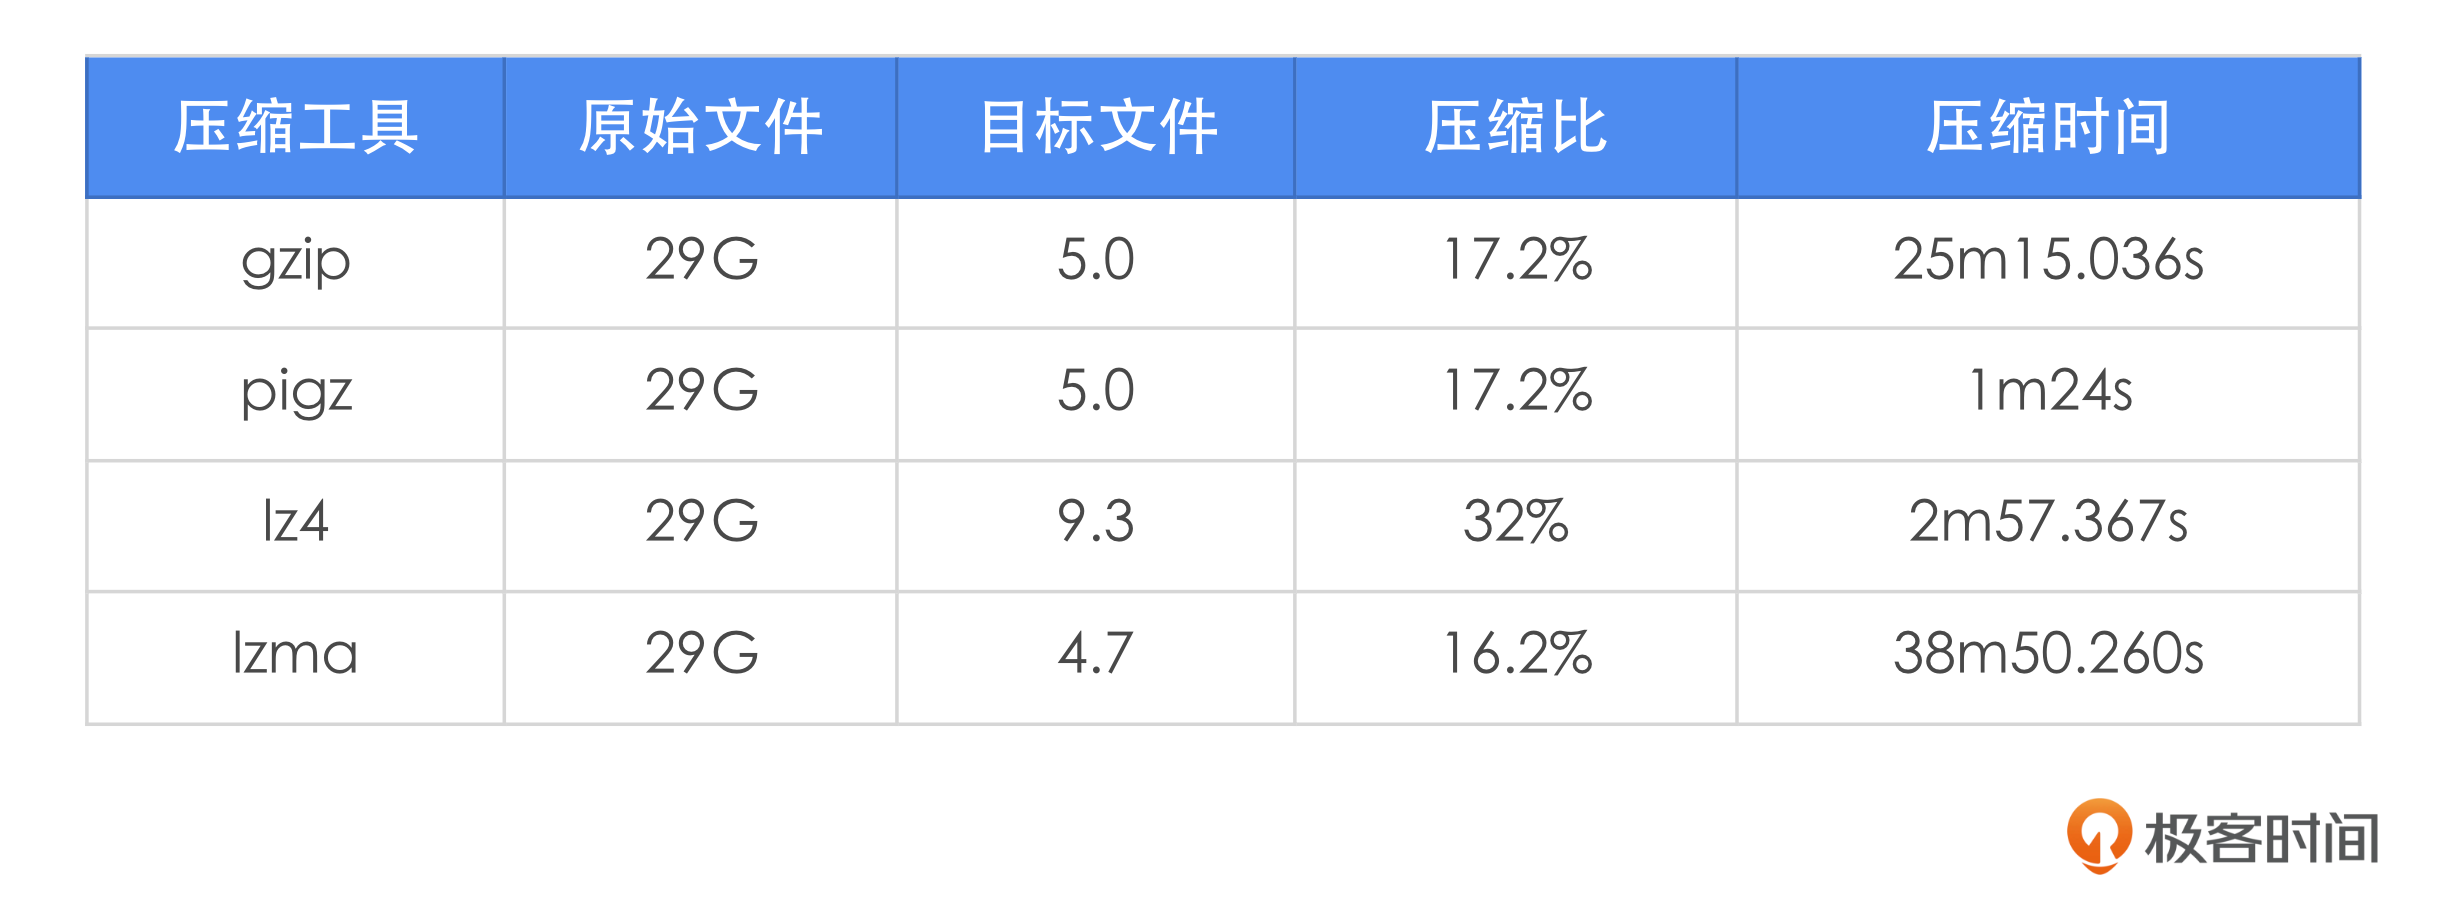 压缩工具 原始文件 目标文件 压缩比 压缩时间
gzip 29G 5.0 17.2% 25m15.036s
pigz 29G 5.0 17.2% 1m24s
lz4 29G 9.3 32% 2m57.367s
lzma 29G 4.7 16.2% 38m50.260s
极客时间